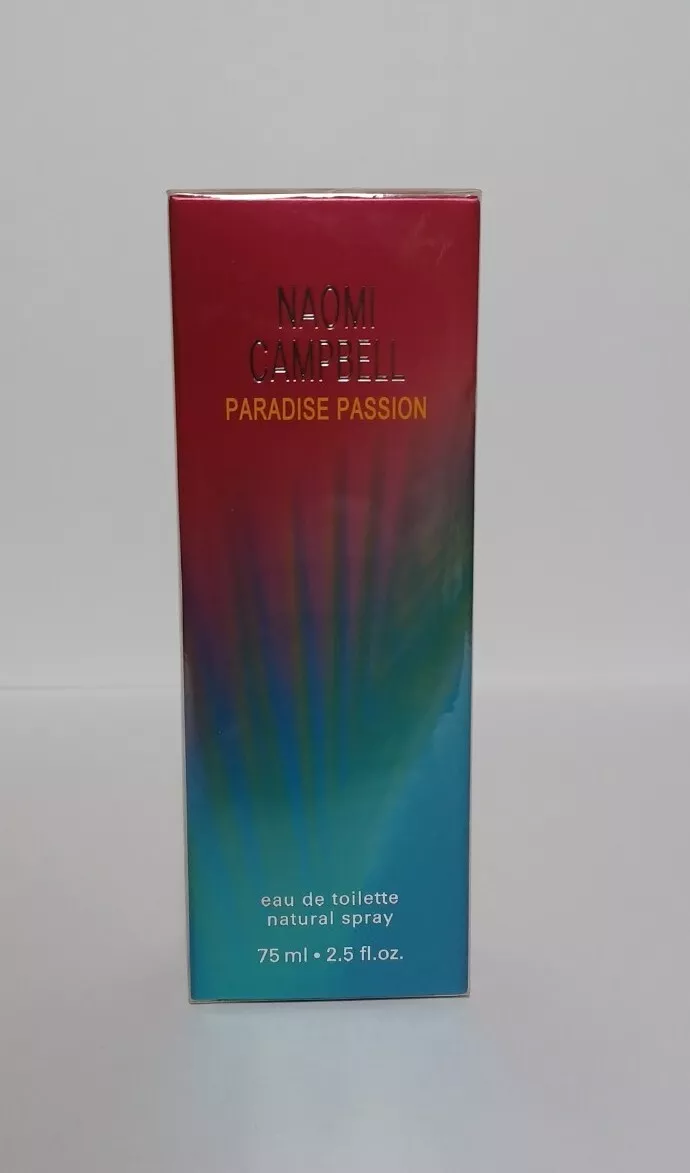 NAOMI
CAMPBELL
PARADISE PASSION
eau de toilette
natural spray
75 ml • 2.5 fl.oz.